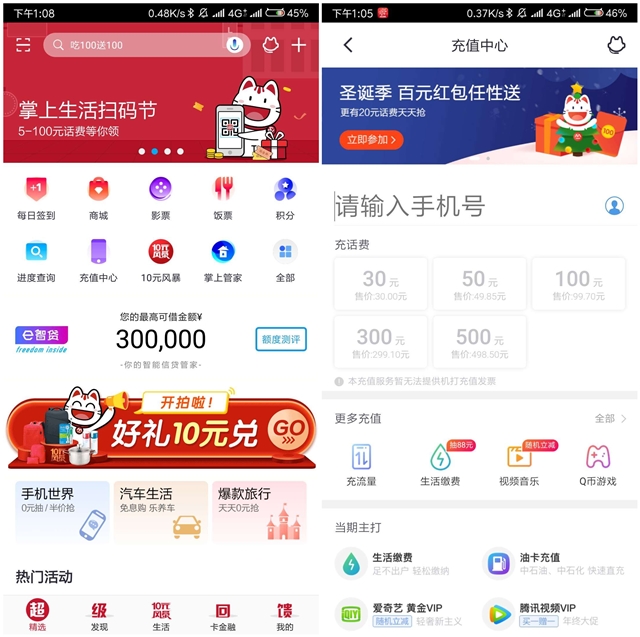 下午1:08
0.48K/s
4G
45%
吃100送100
掌上生活扫码节
5-100元话费等你领
+1
10元风暴
每日签到
商城
影票
饭票
积分
进度查询
充值中心
10元风暴
掌上管家
全部
e智贷
freedom inside
您的最高可借金额¥
300,000
-你的智能信贷管家-
额度测评
开拍啦!
好礼10元兑
GO
手机世界
0元抽/半价抢
汽车生活
免息购 乐养车
爆款旅行
天天0元抢
热门活动
超
级
10元风暴
回
馈
精选
发现
生活
卡金融
我的
下午1:05
0.37K/s
4G
46%
充值中心
圣诞季 百元红包任性送
更有20元话费天天抢
立即参加
100
请输入手机号
充话费
30元
售价:30.00元
50元
售价:49.85元
100元
售价:99.70元
300元
售价:299.10元
500元
售价:498.50元
本充值服务暂无法提供机打充值发票
更多充值
全部
抽88元
随机立减
充流量
生活缴费
视频音乐
Q币游戏
当期主打
生活缴费
足不出户 轻松缴纳
油卡充值
中石油、中石化 快速直充
iQIYI
爱奇艺 黄金VIP
随机立减 轻奢新主义
腾讯视频VIP
买一赠一 年终大促